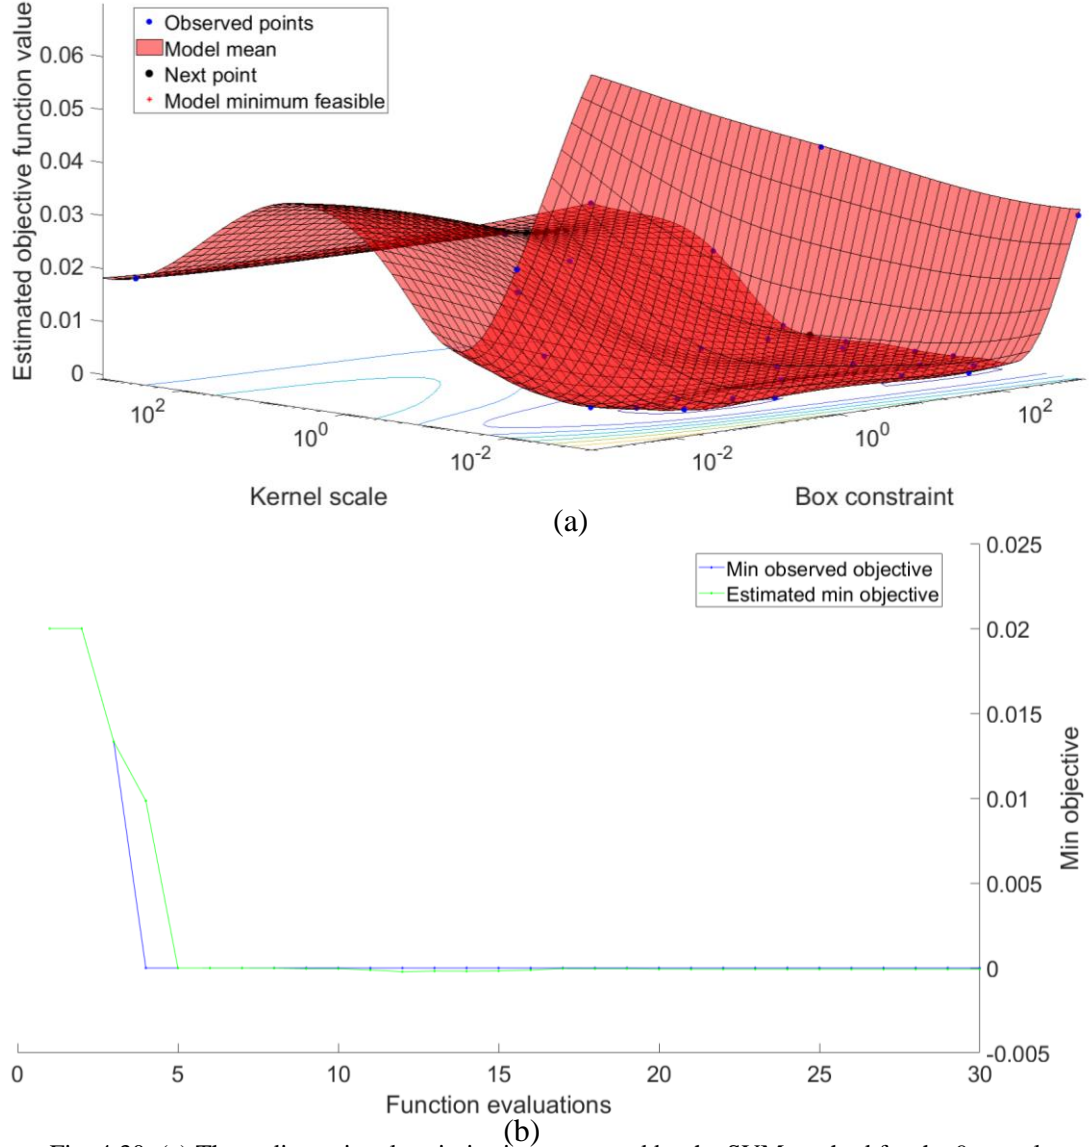 Estimated objective function value
0.06
0.05
0.04
0.03
0.02
0.01
0
Observed points
Model mean
Next point
Model minimum feasible
10^2
10^0
10^-2
Kernel scale
10^-2
10^0
10^2
Box constraint
(a)
Min observed objective
Estimated min objective
0.025
0.02
0.015
0.01
0.005
0
-0.005
Min objective
0 5 10 15 20 25 30
Function evaluations
(b)